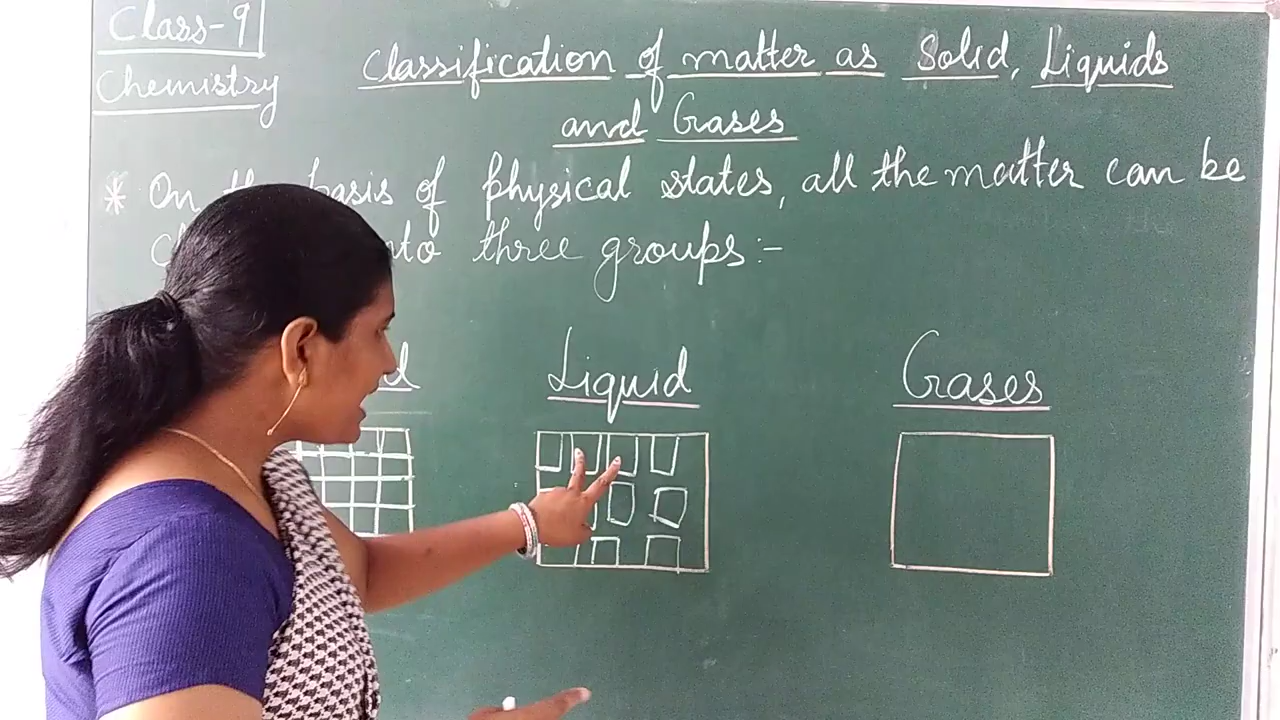 Class-9
Chemistry
Classification of matter as Solid, Liquids
and Gases
* On the basis of physical states, all the matter can be
into three groups:-
Liquid
Gases